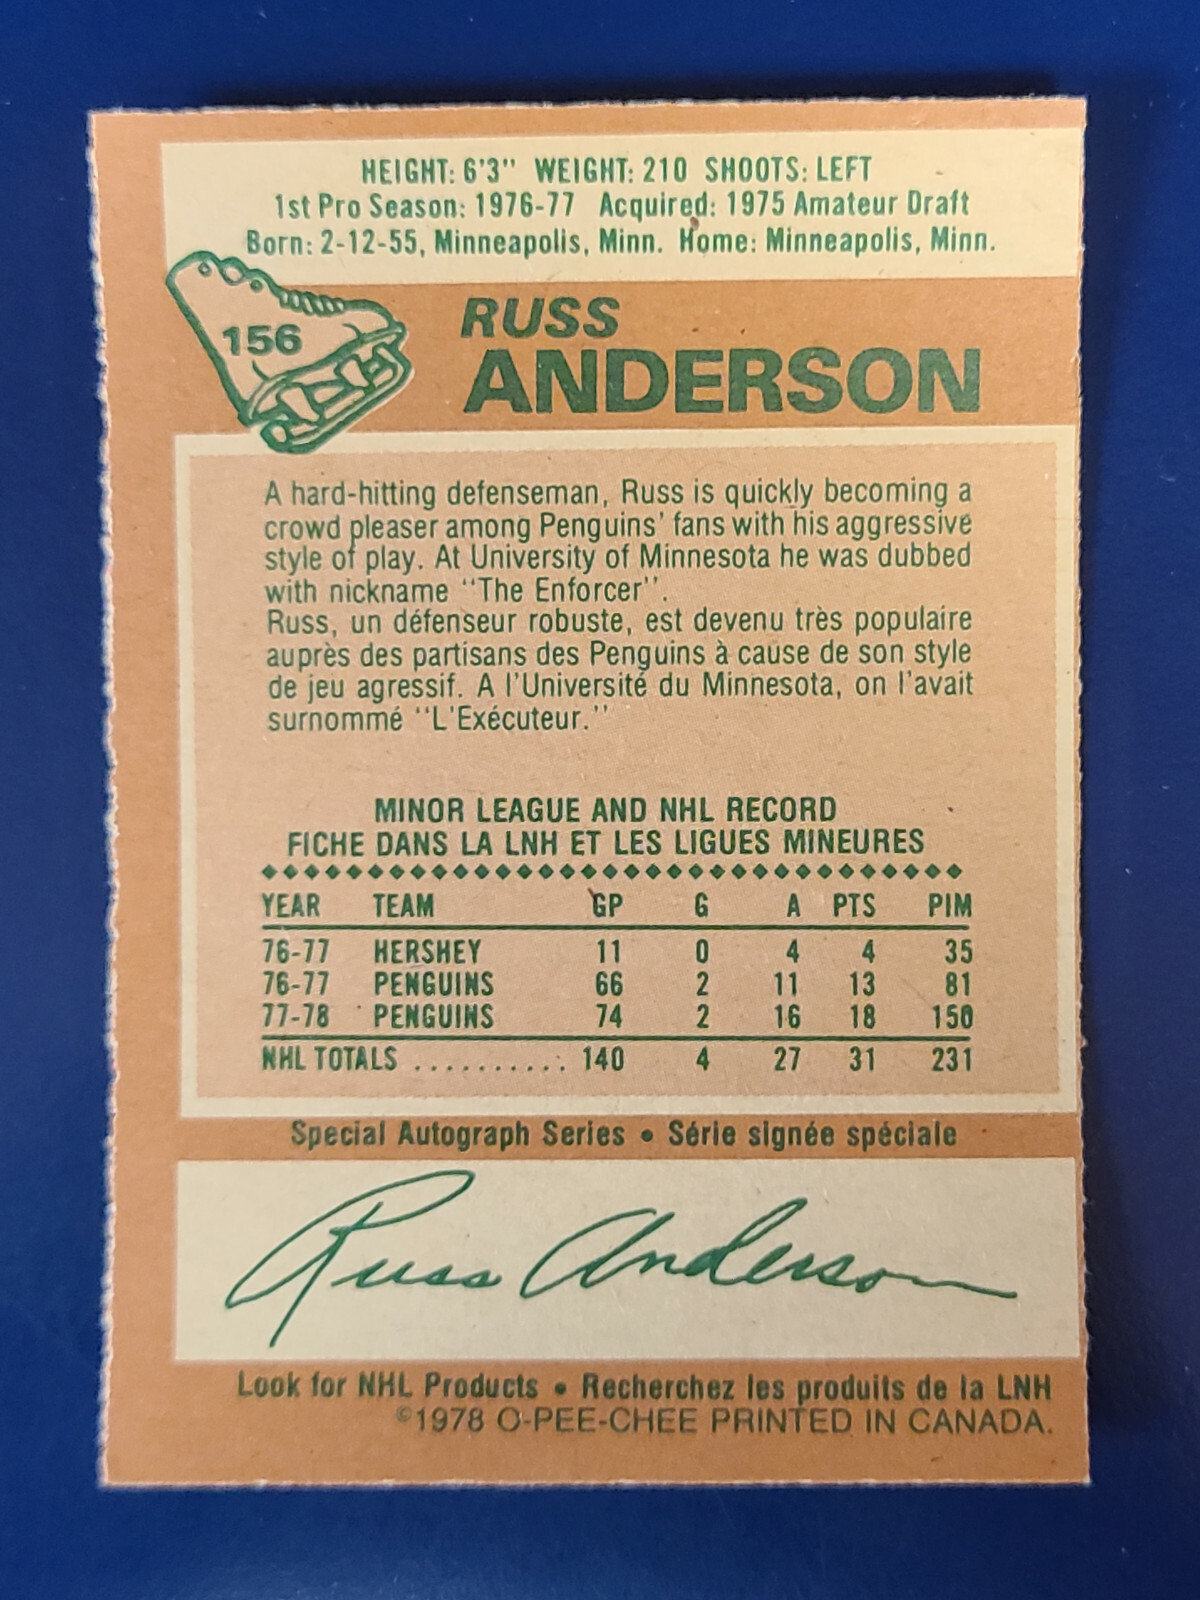 HEIGHT: 6'3" WEIGHT: 210 SHOOTS: LEFT
1st Pro Season: 1976-77 Acquired: 1975 Amateur Draft
Born: 2-12-55, Minneapolis, Minn. Home: Minneapolis, Minn.
156
RUSS
ANDERSON
A hard-hitting defenseman, Russ is quickly becoming a
crowd pleaser among Penguins' fans with his aggressive
style of play. At University of Minnesota he was dubbed
with nickname "The Enforcer".
Russ, un défenseur robuste, est devenu très populaire
auprès des partisans des Penguins à cause de son style
de jeu agressif. A l'Université du Minnesota, on l'avait
surnommé "L'Exécuteur."
MINOR LEAGUE AND NHL RECORD
FICHE DANS LA LNH ET LES LIGUES MINEURES
YEAR TEAM GP G A PTS PIM
76-77 HERSHEY 11 0 4 4 35
76-77 PENGUINS 66 2 11 13 81
77-78 PENGUINS 74 2 16 18 150
NHL TOTALS .......... 140 4 27 31 231
Special Autograph Series • Série signée spéciale
Russ Anderson
Look for NHL Products • Recherchez les produits de la LNH
©1978 O-PEE-CHEE PRINTED IN CANADA.